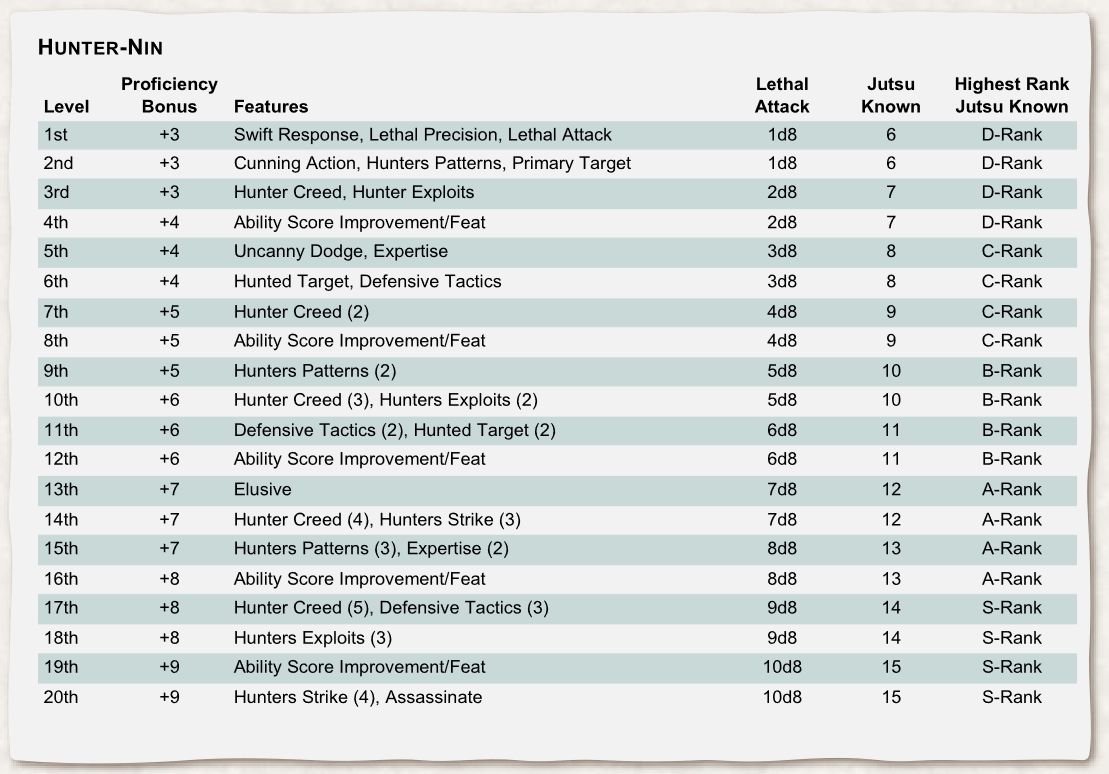 HUNTER-NIN
Level Proficiency Bonus Features Lethal Attack Jutsu Known Highest Rank Jutsu Known
1st +3 Swift Response, Lethal Precision, Lethal Attack 1d8 6 D-Rank
2nd +3 Cunning Action, Hunters Patterns, Primary Target 1d8 6 D-Rank
3rd +3 Hunter Creed, Hunter Exploits 2d8 7 D-Rank
4th +4 Ability Score Improvement/Feat 2d8 7 D-Rank
5th +4 Uncanny Dodge, Expertise 3d8 8 C-Rank
6th +4 Hunted Target, Defensive Tactics 3d8 8 C-Rank
7th +5 Hunter Creed (2) 4d8 9 C-Rank
8th +5 Ability Score Improvement/Feat 4d8 9 C-Rank
9th +5 Hunters Patterns (2) 5d8 10 B-Rank
10th +6 Hunter Creed (3), Hunters Exploits (2) 5d8 10 B-Rank
11th +6 Defensive Tactics (2), Hunted Target (2) 6d8 11 B-Rank
12th +6 Ability Score Improvement/Feat 6d8 11 B-Rank
13th +7 Elusive 7d8 12 A-Rank
14th +7 Hunter Creed (4), Hunters Strike (3) 7d8 12 A-Rank
15th +7 Hunters Patterns (3), Expertise (2) 8d8 13 A-Rank
16th +8 Ability Score Improvement/Feat 8d8 13 A-Rank
17th +8 Hunter Creed (5), Defensive Tactics (3) 9d8 14 S-Rank
18th +8 Hunters Exploits (3) 9d8 14 S-Rank
19th +9 Ability Score Improvement/Feat 10d8 15 S-Rank
20th +9 Hunters Strike (4), Assassinate 10d8 15 S-Rank